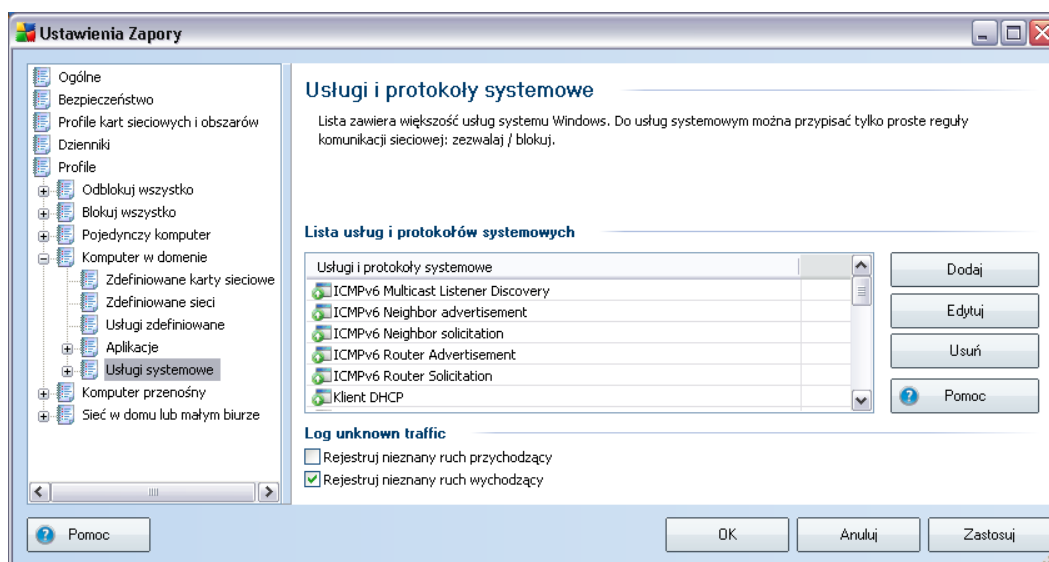 Ustawienia Zapory
Ogólne
Bezpieczeństwo
Profile kart sieciowych i obszarów
Dzienniki
Profile
Odblokuj wszystko
Blokuj wszystko
Pojedynczy komputer
Komputer w domenie
Zdefiniowane karty sieciowe
Zdefiniowane sieci
Usługi zdefiniowane
Aplikacje
Usługi systemowe
Komputer przenośny
Sieć w domu lub małym biurze
Usługi i protokoły systemowe
Lista zawiera większość usług systemu Windows. Do usług systemowym można przypisać tylko proste reguły
komunikacji sieciowej: zezwalaj / blokuj.
Lista usług i protokołów systemowych
Usługi i protokoły systemowe
ICMPv6 Multicast Listener Discovery
ICMPv6 Neighbor advertisement
ICMPv6 Neighbor solicitation
ICMPv6 Router Advertisement
ICMPv6 Router Solicitation
Klient DHCP
Dodaj
Edytuj
Usuń
Pomoc
Log unknown traffic
Rejestruj nieznany ruch przychodzący
Rejestruj nieznany ruch wychodzący
Pomoc
OK
Anuluj
Zastosuj